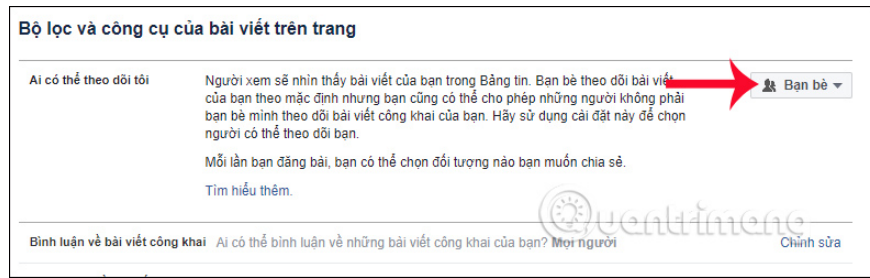 Bộ lọc và công cụ của bài viết trên trang
Ai có thể theo dõi tôi
Người xem sẽ nhìn thấy bài viết của bạn trong Bảng tin. Bạn bè theo dõi bài viết
của bạn theo mặc định nhưng bạn cũng có thể cho phép những người không phải
bạn bè mình theo dõi bài viết công khai của bạn. Hãy sử dụng cài đặt này để chọn
người có thể theo dõi bạn.
Mỗi lần bạn đăng bài, bạn có thể chọn đối tượng nào bạn muốn chia sẻ.
Tìm hiểu thêm.
Bạn bè
Quantrimang
Bình luận về bài viết công khai Ai có thể bình luận về những bài viết công khai của bạn? Mọi người Chỉnh sửa